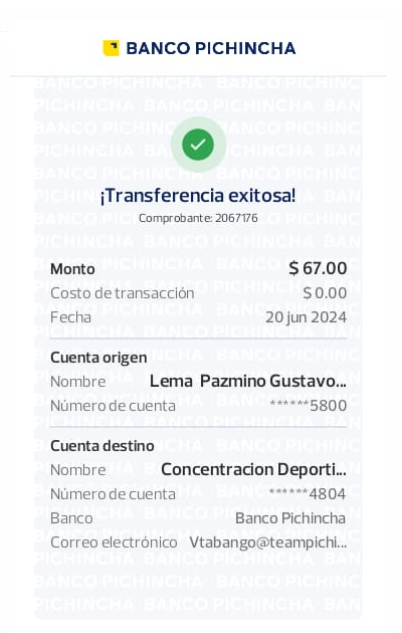 BANCO PICHINCHA
¡Transferencia exitosa!
Comprobante: 2067176
Monto $ 67.00
Costo de transacción $ 0.00
Fecha 20 jun 2024
Cuenta origen
Nombre Lema Pazmino Gustavo...
Número de cuenta ******5800
Cuenta destino
Nombre Concentracion Deporti...
Número de cuenta ******4804
Banco Banco Pichincha
Correo electrónico Vtabango@teampichi...